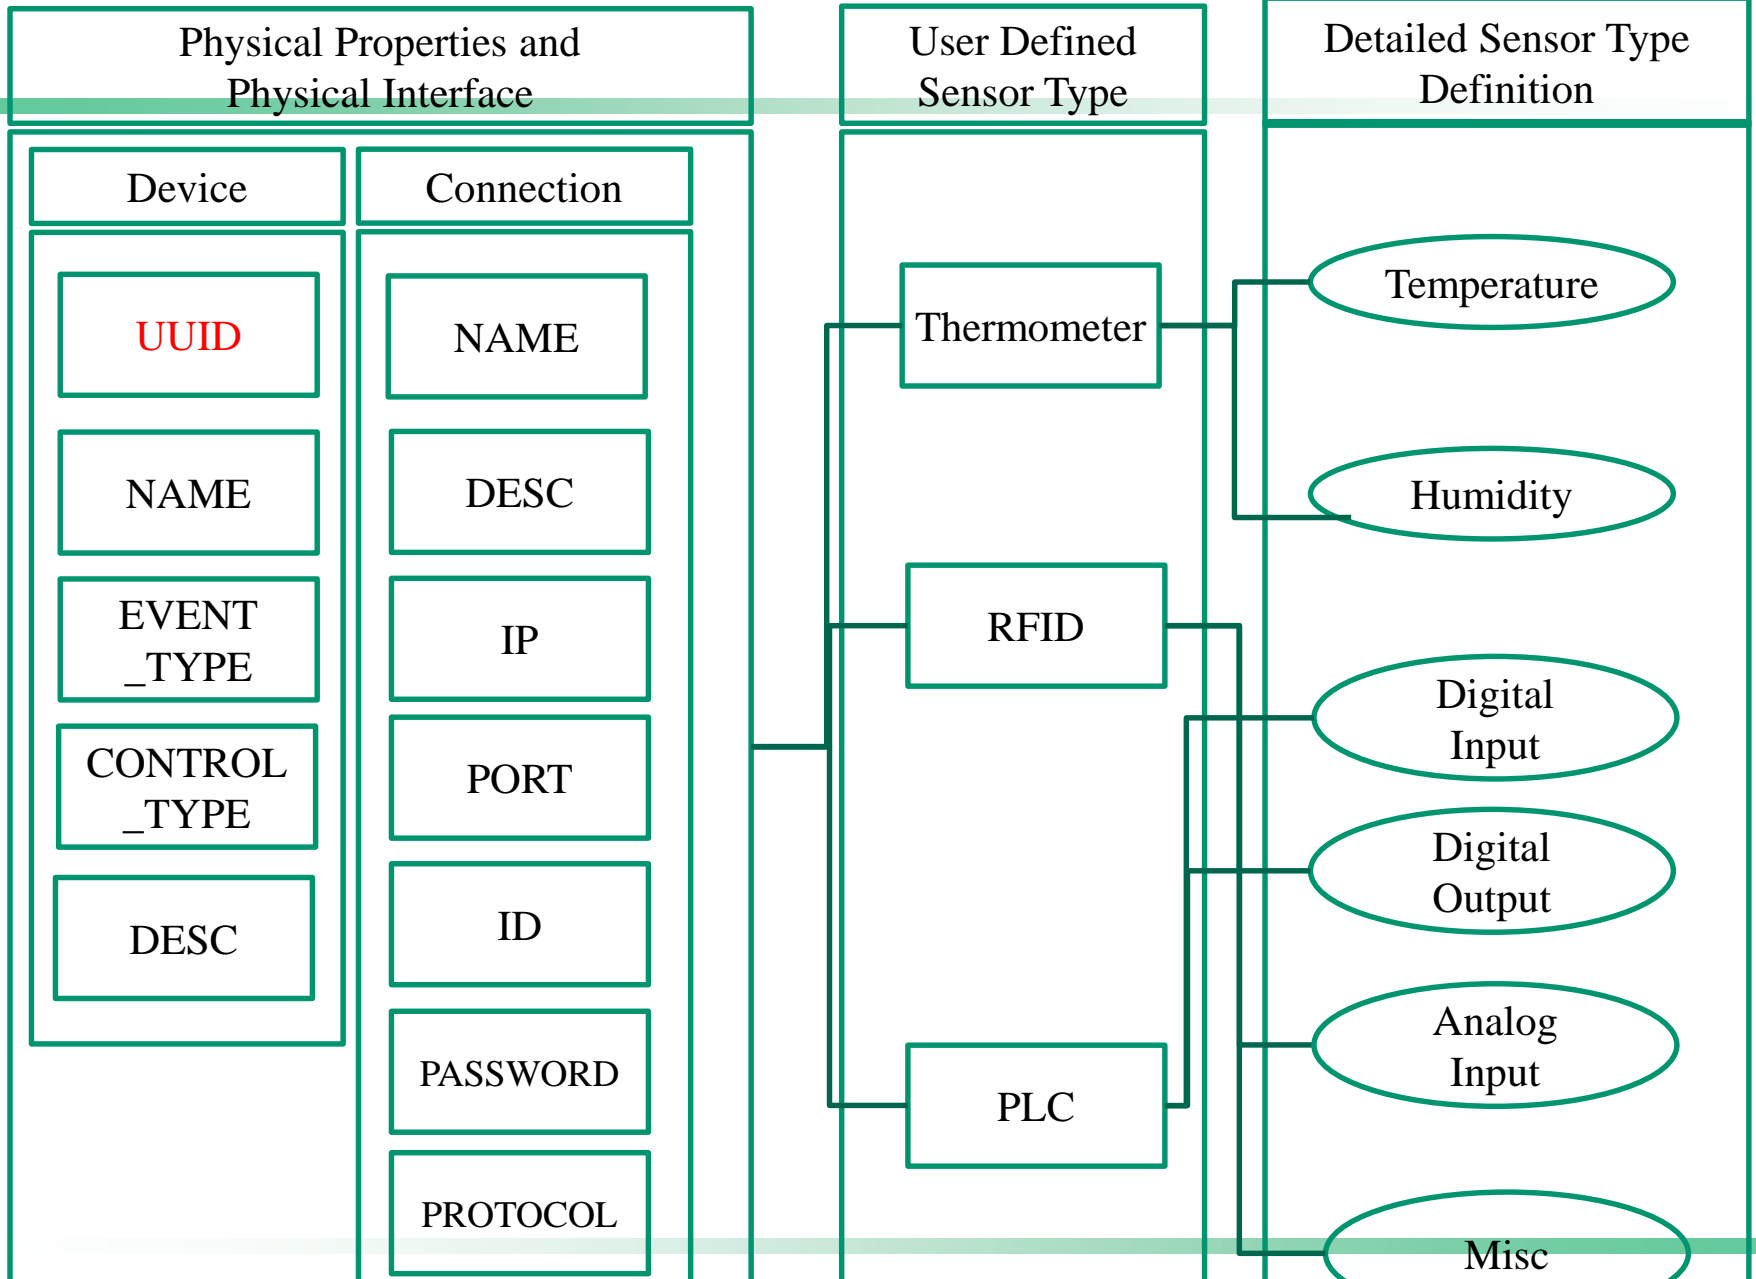 Physical Properties and
Physical Interface
User Defined
Sensor Type
Detailed Sensor Type
Definition
Device
Connection
UUID
NAME
EVENT
_TYPE
CONTROL
_TYPE
DESC
NAME
DESC
IP
PORT
ID
PASSWORD
PROTOCOL
Thermometer
RFID
PLC
Temperature
Humidity
Digital
Input
Digital
Output
Analog
Input
Misc